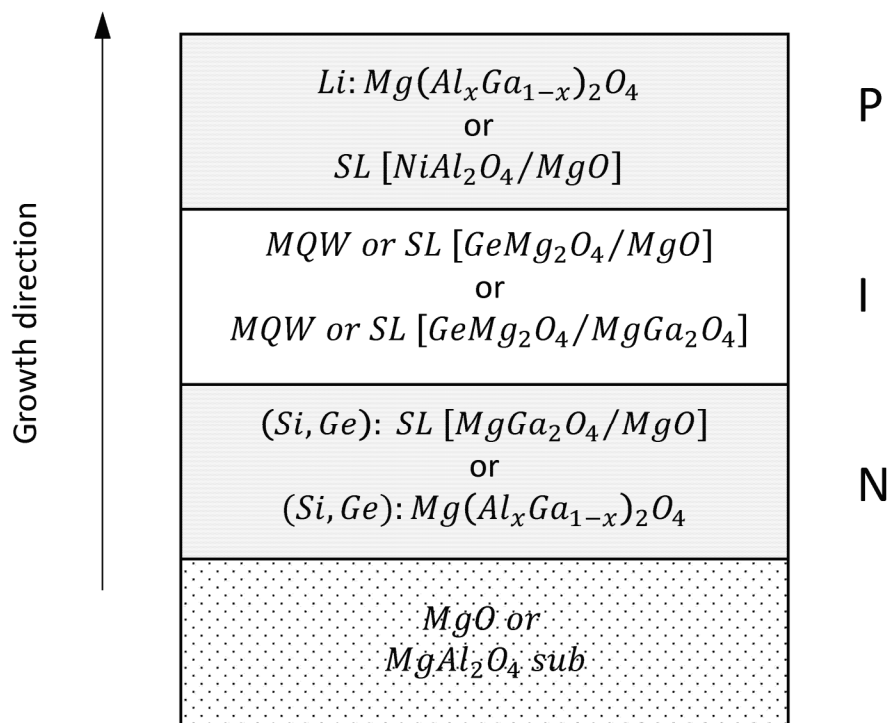 Growth direction
Li: Mg(AlₓGa₁₋ₓ)₂O₄
or
SL [NiAl₂O₄/MgO]
P
MQW or SL [GeMg₂O₄/MgO]
or
MQW or SL [GeMg₂O₄/MgGa₂O₄]
I
(Si, Ge): SL [MgGa₂O₄/MgO]
or
(Si, Ge): Mg(AlₓGa₁₋ₓ)₂O₄
N
MgO or
MgAl₂O₄ sub